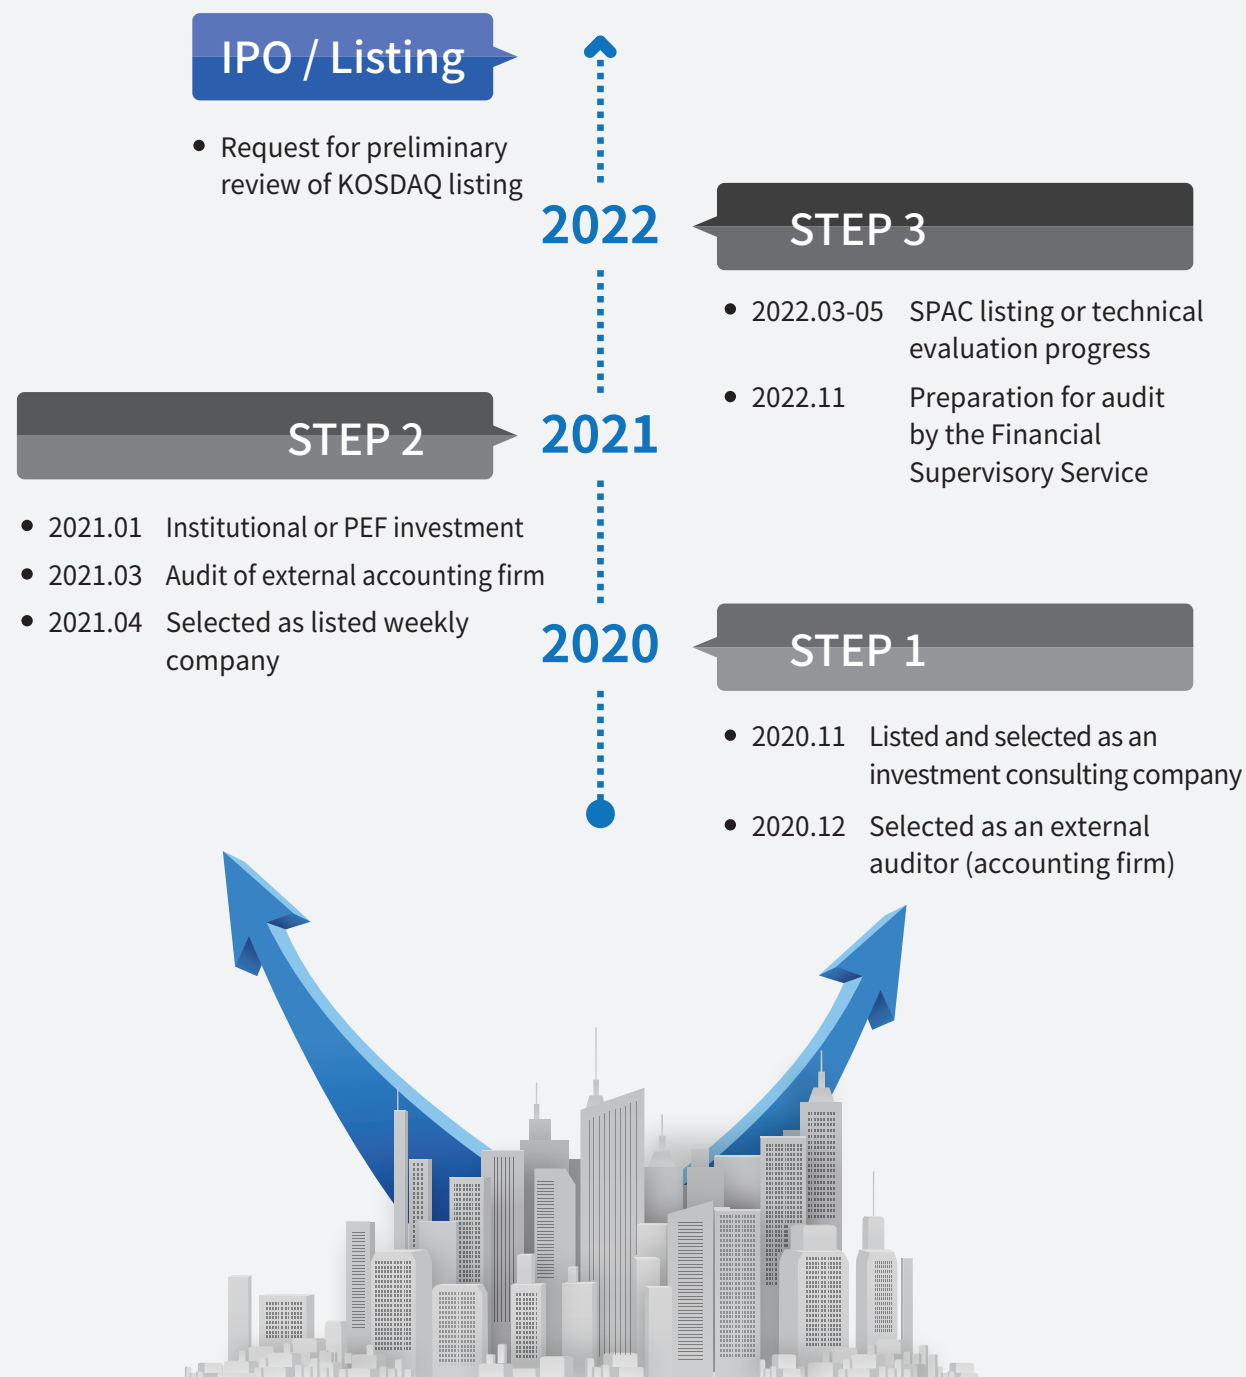 IPO / Listing
• Request for preliminary
review of KOSDAQ listing
2022
STEP 3
• 2022.03-05 SPAC listing or technical
evaluation progress
• 2022.11 Preparation for audit
by the Financial
Supervisory Service
2021
STEP 2
• 2021.01 Institutional or PEF investment
• 2021.03 Audit of external accounting firm
• 2021.04 Selected as listed weekly
company
2020
STEP 1
• 2020.11 Listed and selected as an
investment consulting company
• 2020.12 Selected as an external
auditor (accounting firm)